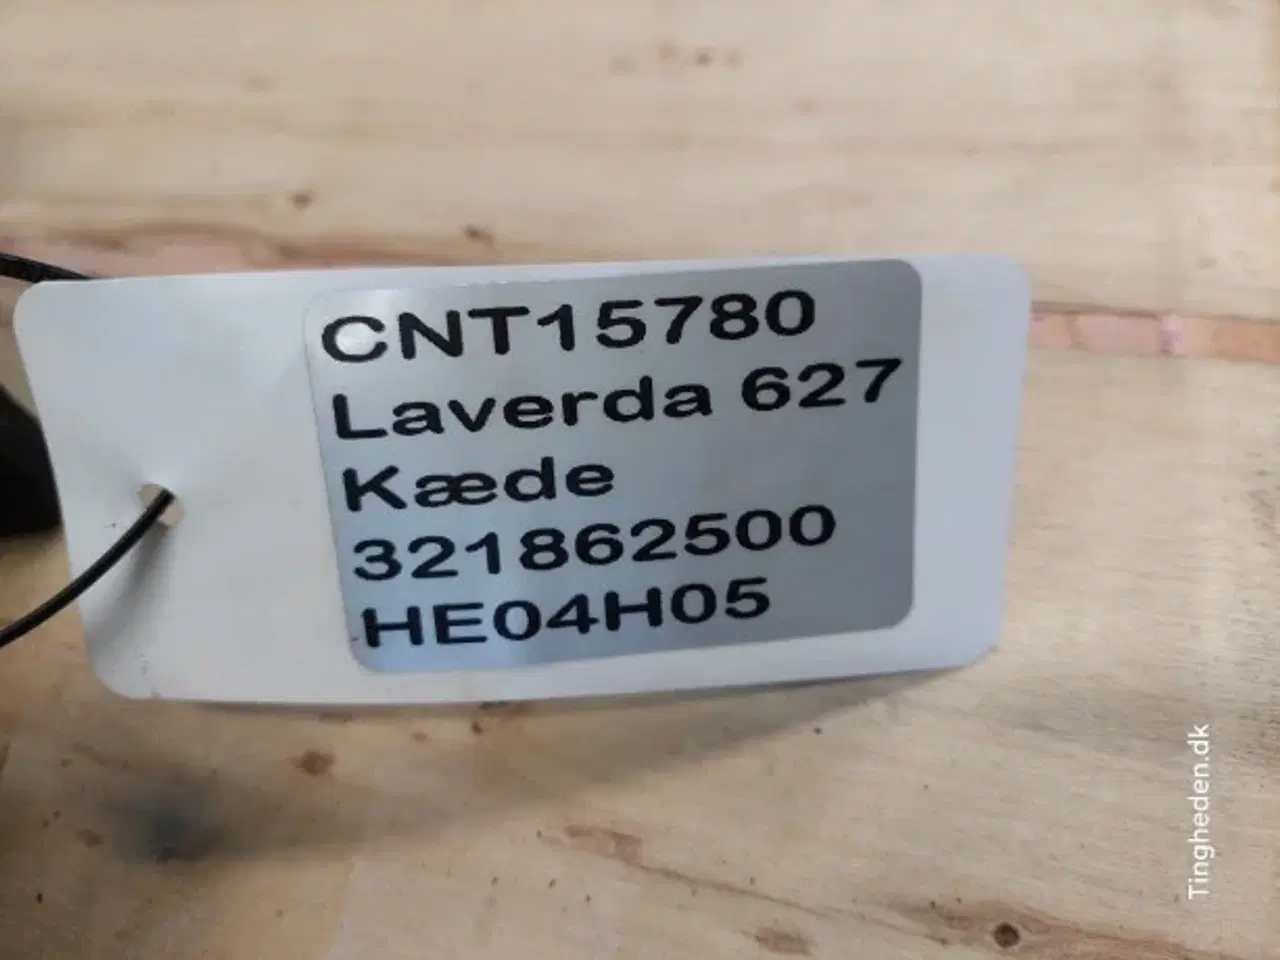 CNT15780
Laverda 627
Kæde
321862500
HE04H05
Tingheden.dk